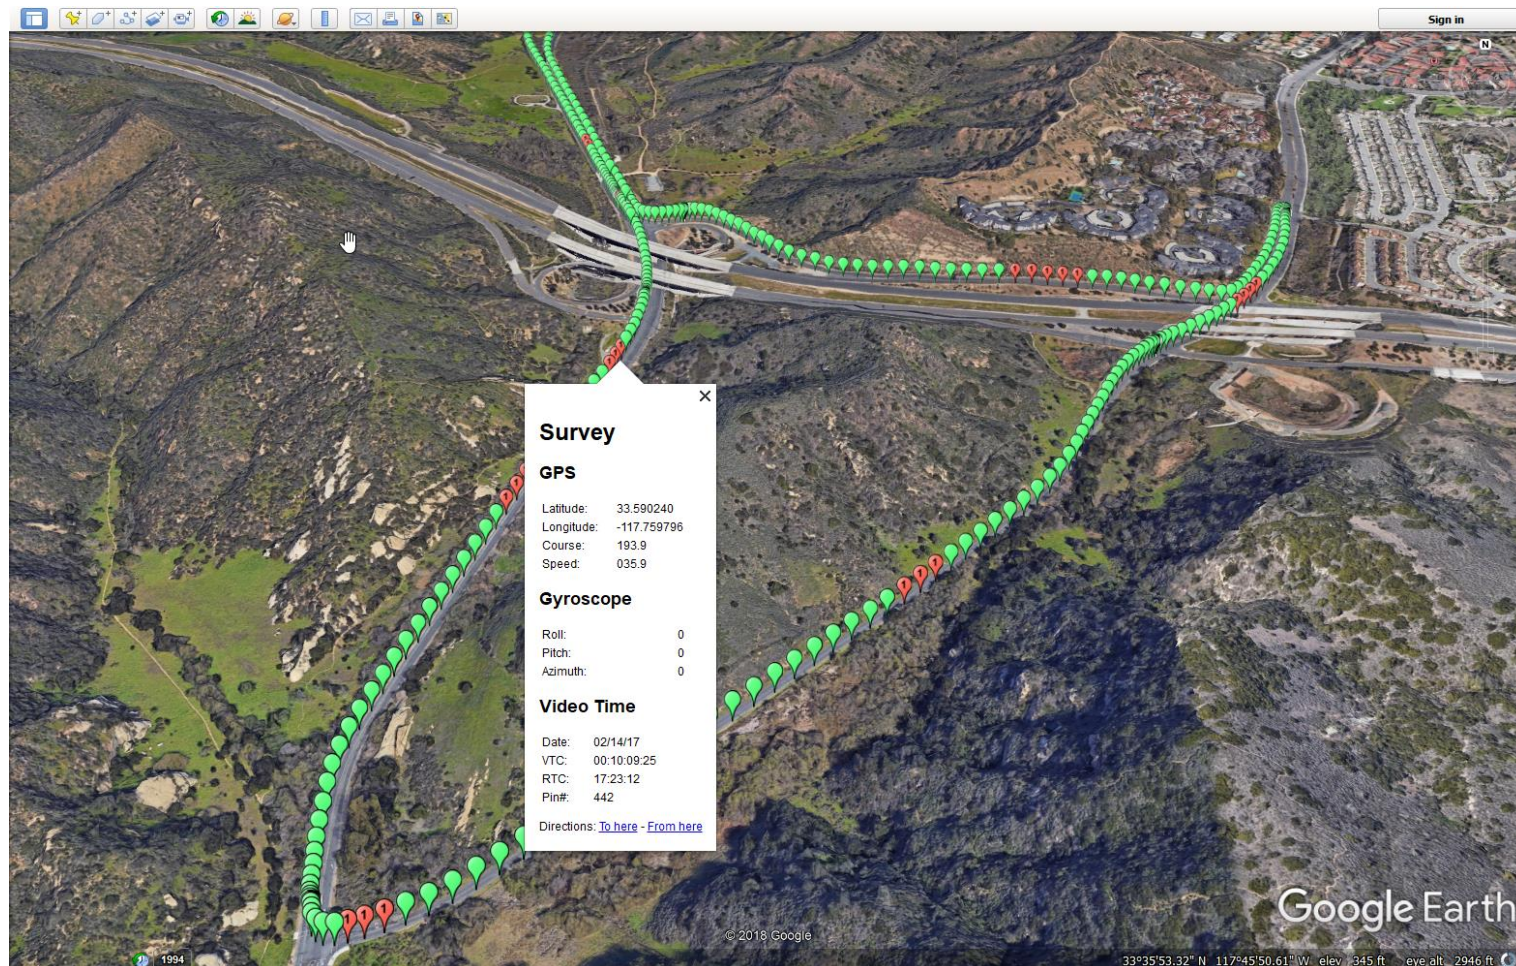 Sign in
N
Survey
GPS
Latitude: 33.590240
Longitude: -117.759796
Course: 193.9
Speed: 035.9
Gyroscope
Roll: 0
Pitch: 0
Azimuth: 0
Video Time
Date: 02/14/17
VTC: 00:10:09:25
RTC: 17:23:12
Pin#: 442
Directions: To here - From here
Google Earth
© 2018 Google
1994
33°35'53.32" N 117°45'50.61" W elev 345 ft eye alt 2946 ft